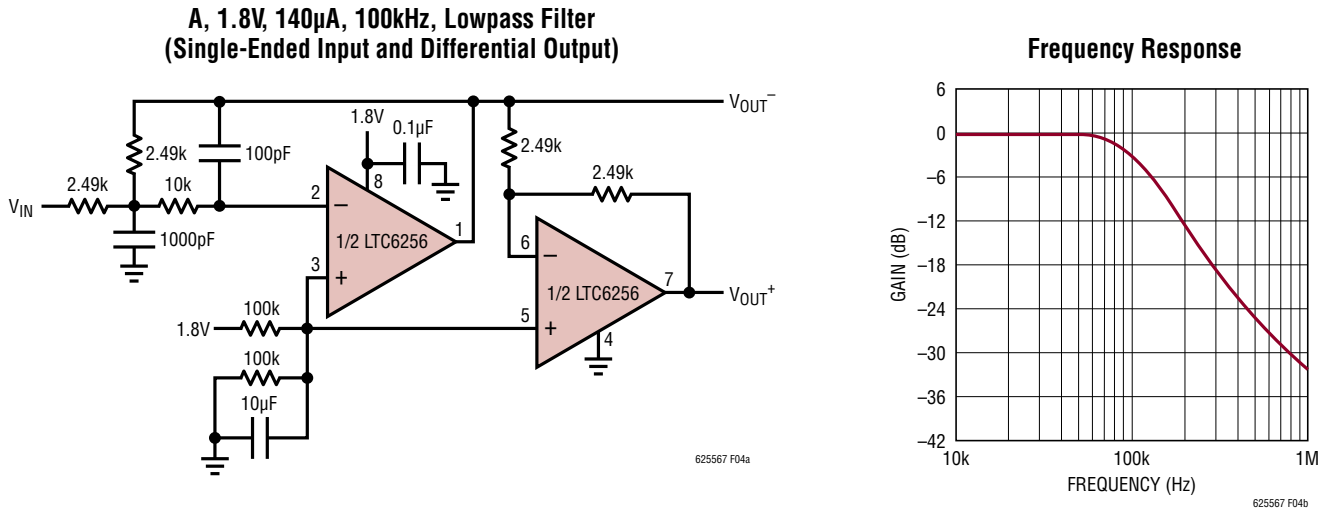 A, 1.8V, 140µA, 100kHz, Lowpass Filter
(Single-Ended Input and Differential Output)
VOUT–
1.8V
0.1µF
2.49k
100pF
2.49k
8
2.49k
10k
2.49k
VIN
2
–
1000pF
1/2 LTC6256
1
3
+
6
–
1/2 LTC6256
7
VOUT+
100k
1.8V
5
+
4
100k
10µF
625567 F04a
Frequency Response
6
0
–6
–12
–18
–24
–30
–36
–42
GAIN (dB)
10k
100k
1M
FREQUENCY (Hz)
625567 F04b